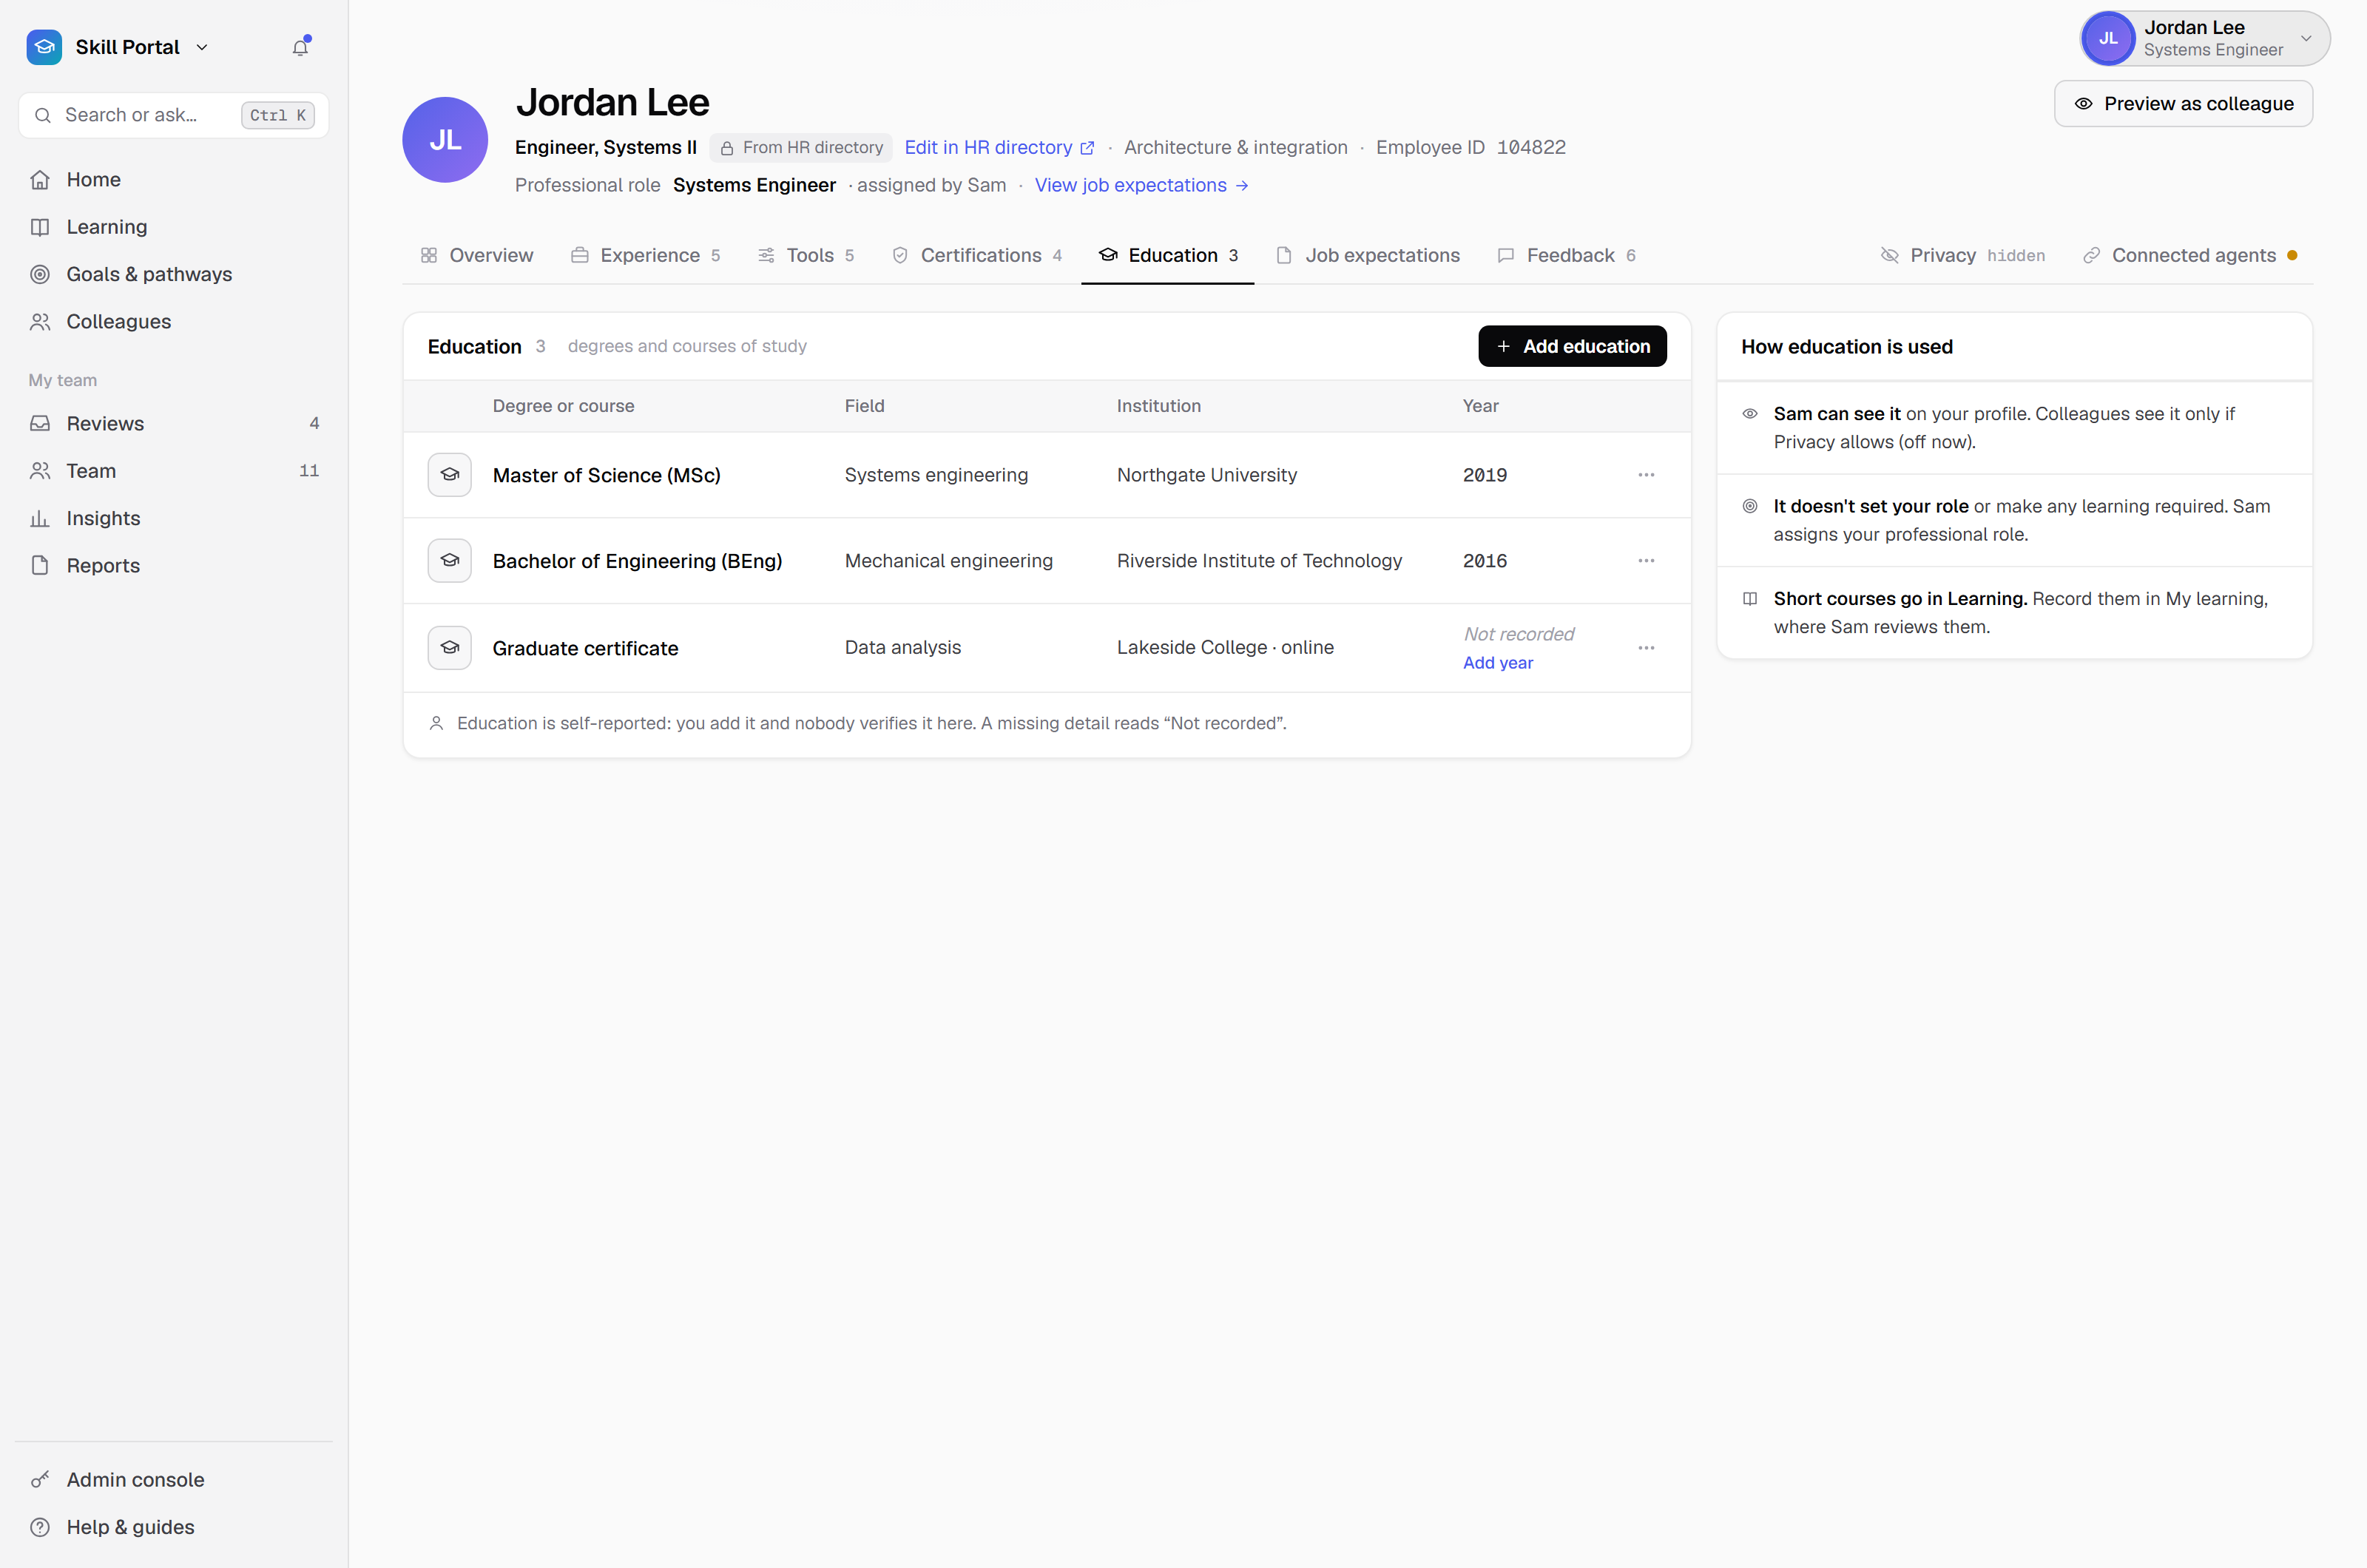 Skill Portal
Search or ask...
Ctrl K
Home
Learning
Goals & pathways
Colleagues
My team
Reviews 4
Team 11
Insights
Reports
Admin console
Help & guides
JL
Jordan Lee
Systems Engineer
Preview as colleague
JL
Jordan Lee
Engineer, Systems II From HR directory Edit in HR directory · Architecture & integration · Employee ID 104822
Professional role Systems Engineer · assigned by Sam · View job expectations →
Overview Experience 5 Tools 5 Certifications 4 Education 3 Job expectations Feedback 6 Privacy hidden Connected agents
Education 3 degrees and courses of study + Add education
Degree or course Field Institution Year
Master of Science (MSc) Systems engineering Northgate University 2019
Bachelor of Engineering (BEng) Mechanical engineering Riverside Institute of Technology 2016
Graduate certificate Data analysis Lakeside College · online Not recorded
Add year
Education is self-reported: you add it and nobody verifies it here. A missing detail reads “Not recorded”.
How education is used
Sam can see it on your profile. Colleagues see it only if
Privacy allows (off now).
It doesn't set your role or make any learning required. Sam
assigns your professional role.
Short courses go in Learning. Record them in My learning,
where Sam reviews them.